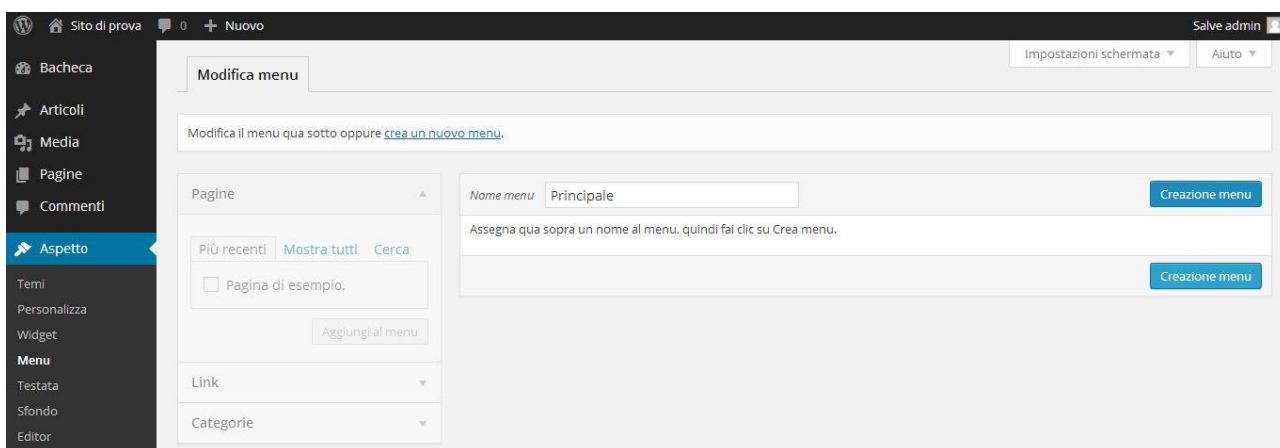 Sito di prova 0 + Nuovo Salve admin
Impostazioni schermata Aiuto
Bacheca
Articoli
Media
Pagine
Commenti
Aspetto
Temi
Personalizza
Widget
Menu
Testata
Sfondo
Editor
Modifica menu
Modifica il menu qua sotto oppure crea un nuovo menu.
Pagine
Più recenti Mostra tutti Cerca
Pagina di esempio.
Aggiungi al menu
Link
Categorie
Nome menu Principale Creazione menu
Assegna qua sopra un nome al menu, quindi fai clic su Crea menu.
Creazione menu